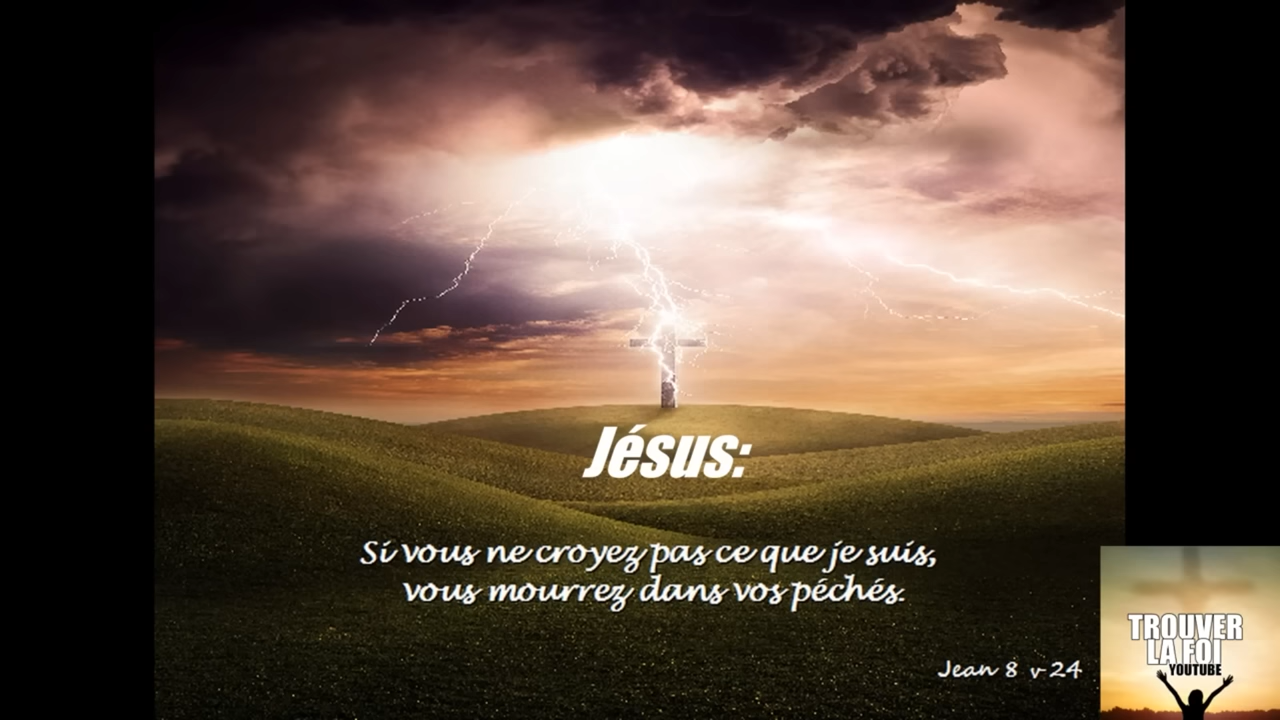 Jésus:
Si vous ne croyez pas ce que je suis,
vous mourrez dans vos péchés.
Jean 8 v 24
TROUVER
LA FOI
YOUTUBE